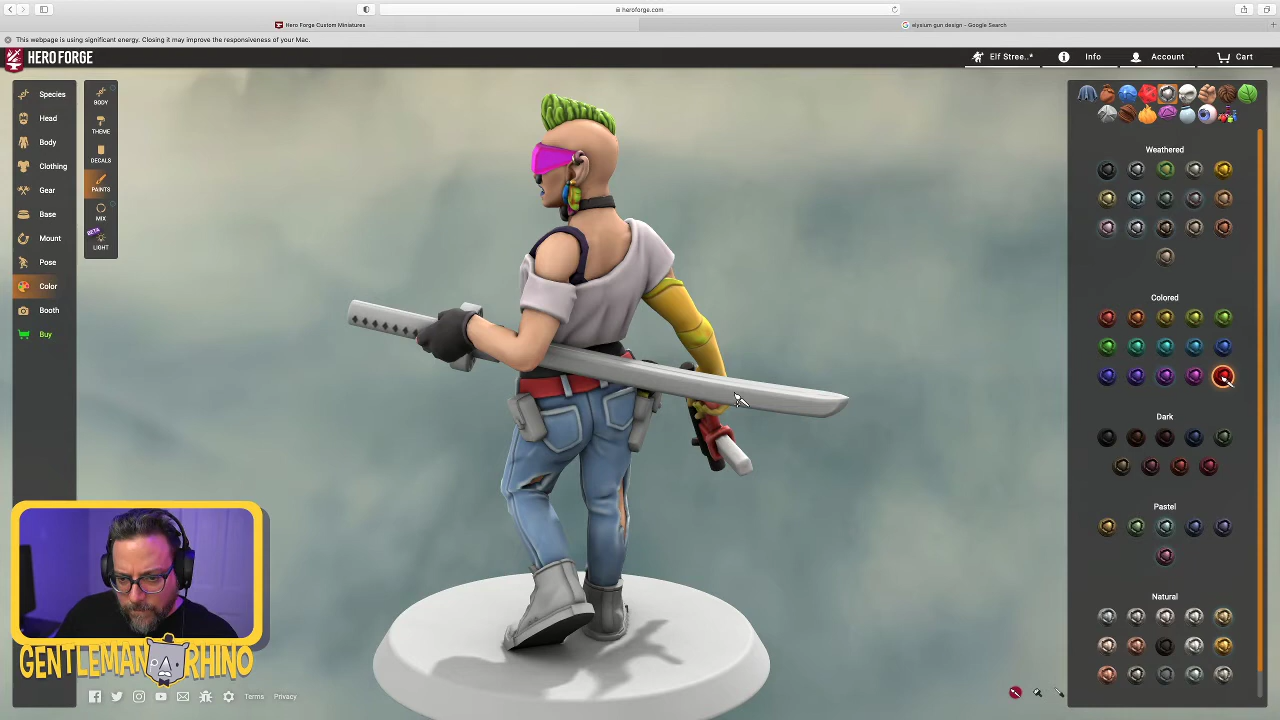 heroforge.com
Hero Forge Custom Miniatures
elysium gun design - Google Search
This webpage is using significant energy. Closing it may improve the responsiveness of your Mac.
HERO FORGE
Elf Stree..*
Info
Account
Cart
Species
Head
Body
Clothing
Gear
Base
Mount
Pose
Color
Booth
Buy
BODY
THEME
DECALS
PAINTS
MIX
BETA
LIGHT
Weathered
Colored
Dark
Pastel
Natural
GENTLEMAN RHINO
Terms
Privacy